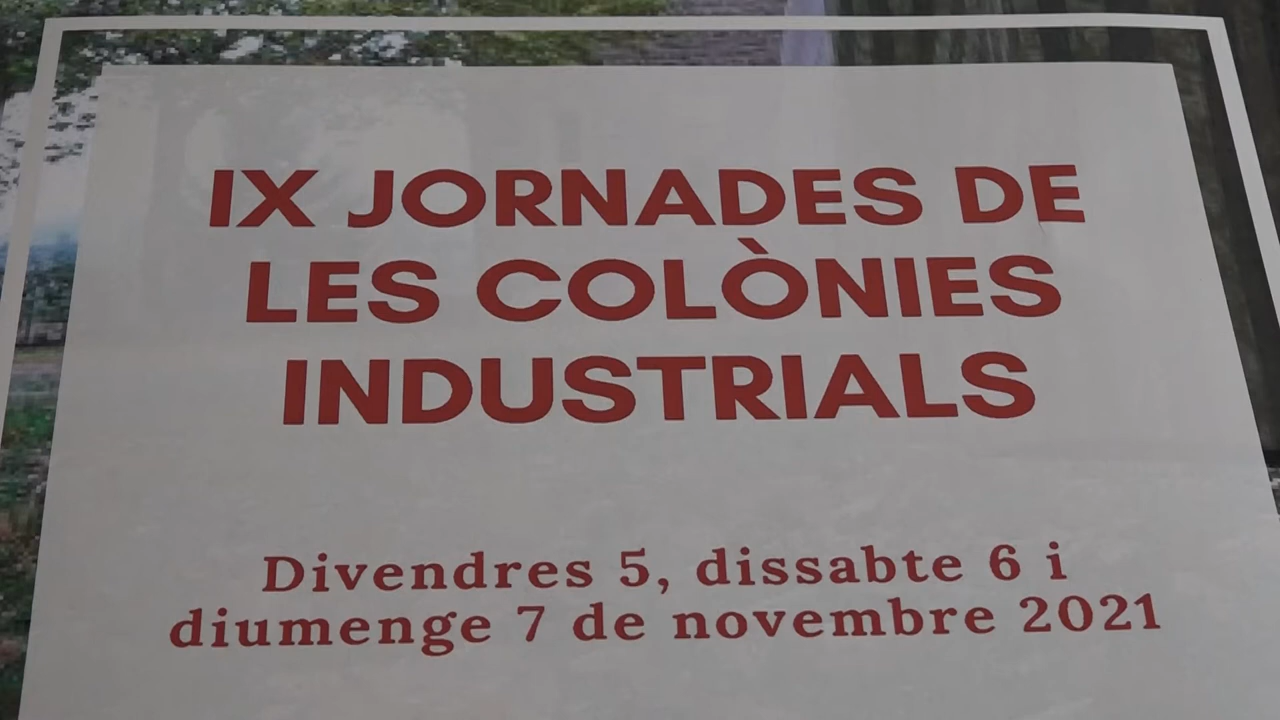 IX JORNADES DE
LES COLÒNIES
INDUSTRIALS
Divendres 5, dissabte 6 i
diumenge 7 de novembre 2021